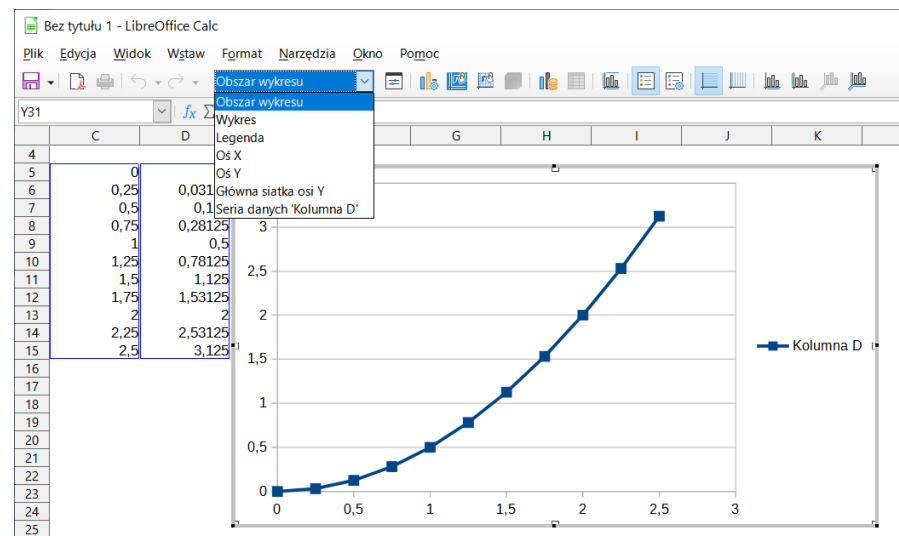 Bez tytułu 1 - LibreOffice Calc
Plik Edycja Widok Wstaw Format Narzędzia Okno Pomoc
Obszar wykresu
Y31
Obszar wykresu
Wykres
Legenda
Oś X
Oś Y
Główna siatka osi Y
Seria danych 'Kolumna D'
C D G H I J K
4
5 0
6 0,25 0,031
7 0,5 0,1
8 0,75 0,28125
9 1 0,5
10 1,25 0,78125
11 1,5 1,125
12 1,75 1,53125
13 2 2
14 2,25 2,53125
15 2,5 3,125
16
17
18
19
20
21
22
23
24
25
3
2,5
2
1,5
1
0,5
0
0 0,5 1 1,5 2 2,5 3
Kolumna D